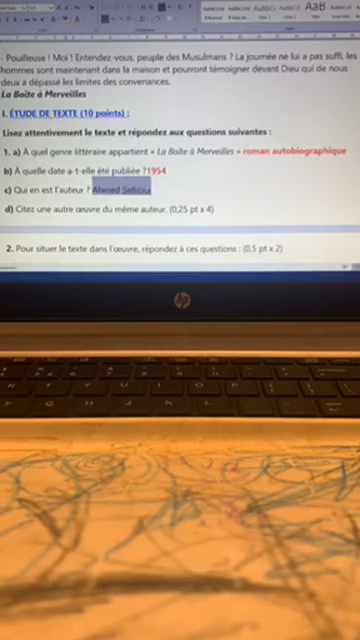 - Pouilleuse ! Moi ! Entendez-vous, peuple des Musulmans ? La journée ne lui a pas suffi, les
hommes sont maintenant dans la maison et pourront témoigner devant Dieu qui de nous
deux a dépassé les limites des convenances.
La Boîte à Merveilles
I. ÉTUDE DE TEXTE (10 points) :
Lisez attentivement le texte et répondez aux questions suivantes :
1. a) À quel genre littéraire appartient « La Boîte à Merveilles » roman autobiographique
b) À quelle date a-t-elle été publiée ?1954
c) Qui en est l'auteur ? Ahmed Sefrioui
d) Citez une autre œuvre du même auteur. (0,25 pt x 4)
2. Pour situer le texte dans l'œuvre, répondez à ces questions : (0,5 pt x 2)
hp